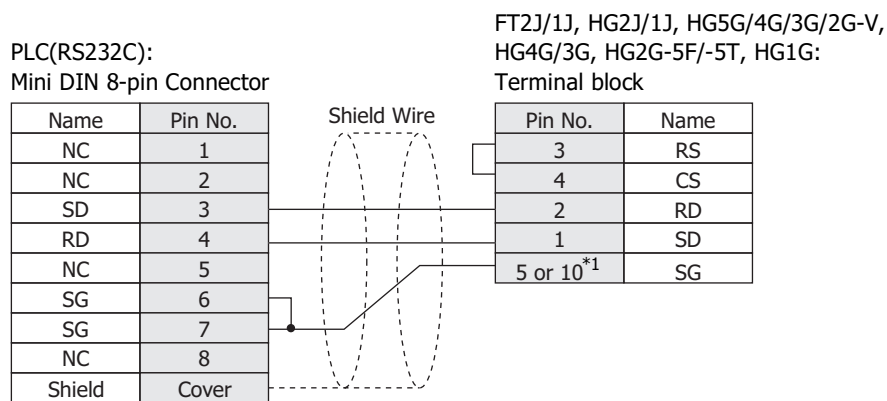 FT2J/1J, HG2J/1J, HG5G/4G/3G/2G-V,
HG4G/3G, HG2G-5F/-5T, HG1G:
Terminal block
PLC(RS232C):
Mini DIN 8-pin Connector
Shield Wire
Name Pin No.
NC 1
NC 2
SD 3
RD 4
NC 5
SG 6
SG 7
NC 8
Shield Cover
Pin No. Name
3 RS
4 CS
2 RD
1 SD
5 or 10*1 SG